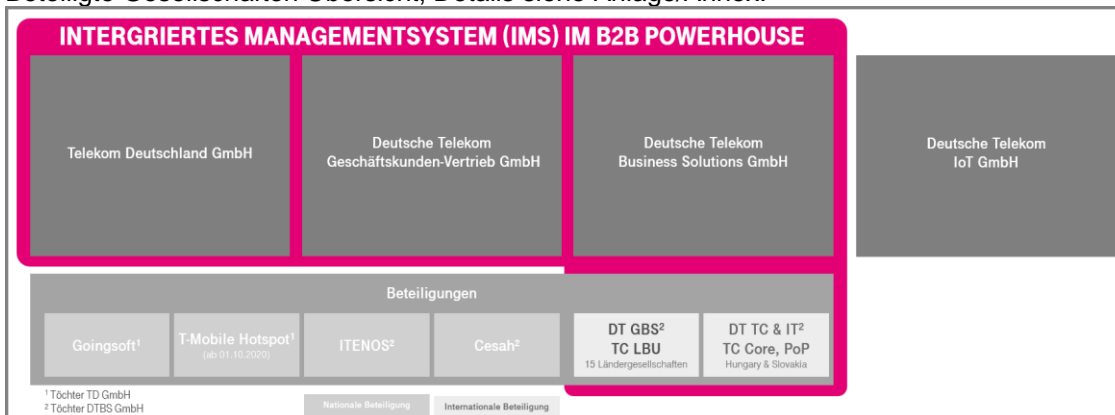 Beteiligte Gesellschaften Übersicht, Details siehe Anlage/Annex:
INTERGRIERTES MANAGEMENTSYSTEM (IMS) IM B2B POWERHOUSE
Telekom Deutschland GmbH
Deutsche Telekom
Geschäftskunden-Vertrieb GmbH
Deutsche Telekom
Business Solutions GmbH
Deutsche Telekom
IoT GmbH
Beteiligungen
Goingsoft¹
T-Mobile Hotspot¹
(ab 01.10.2020)
ITENOS²
Cesah²
DT GBS²
TC LBU
15 Ländergesellschaften
DT TC & IT²
TC Core, PoP
Hungary & Slovakia
¹ Töchter TD GmbH
² Töchter DTBS GmbH
Nationale Beteiligung
Internationale Beteiligung